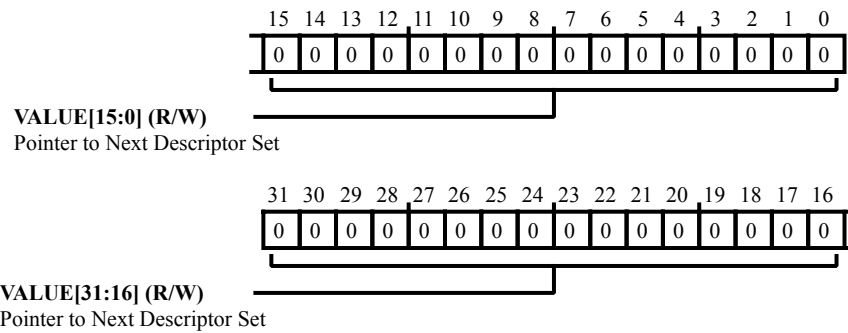 15 14 13 12 11 10 9 8 7 6 5 4 3 2 1 0
0 0 0 0 0 0 0 0 0 0 0 0 0 0 0 0
VALUE[15:0] (R/W)
Pointer to Next Descriptor Set
31 30 29 28 27 26 25 24 23 22 21 20 19 18 17 16
0 0 0 0 0 0 0 0 0 0 0 0 0 0 0 0
VALUE[31:16] (R/W)
Pointer to Next Descriptor Set